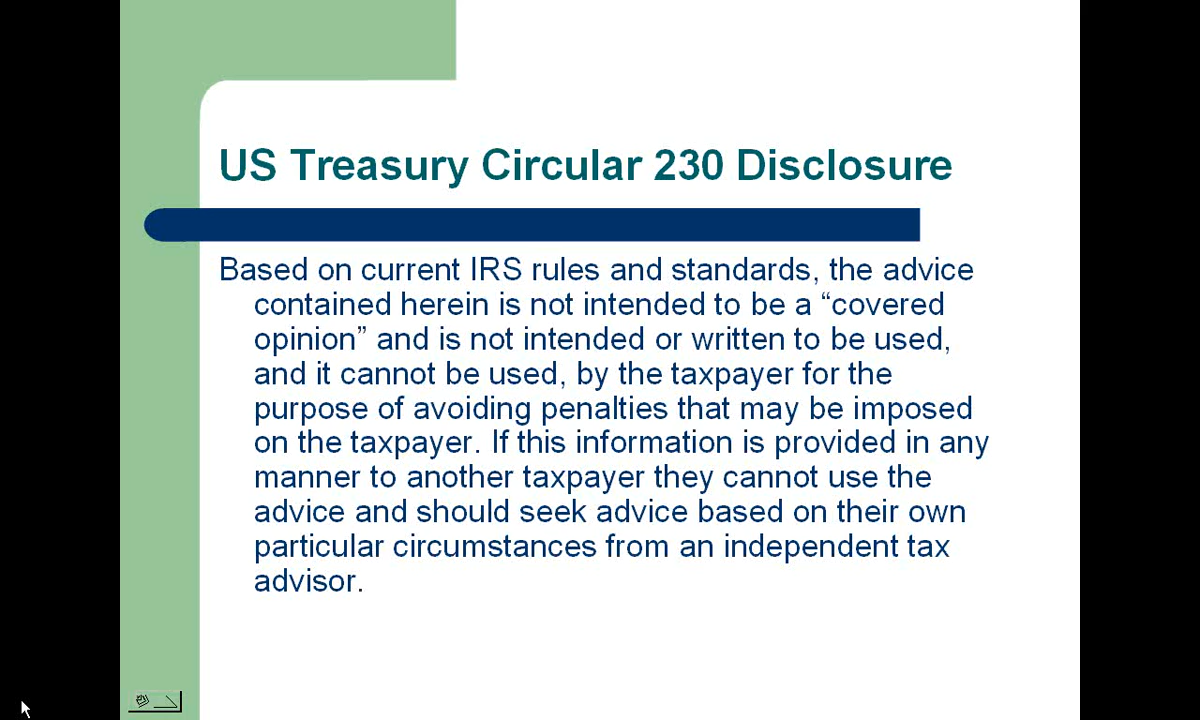 US Treasury Circular 230 Disclosure
Based on current IRS rules and standards, the advice
contained herein is not intended to be a “covered
opinion” and is not intended or written to be used,
and it cannot be used, by the taxpayer for the
purpose of avoiding penalties that may be imposed
on the taxpayer. If this information is provided in any
manner to another taxpayer they cannot use the
advice and should seek advice based on their own
particular circumstances from an independent tax
advisor.